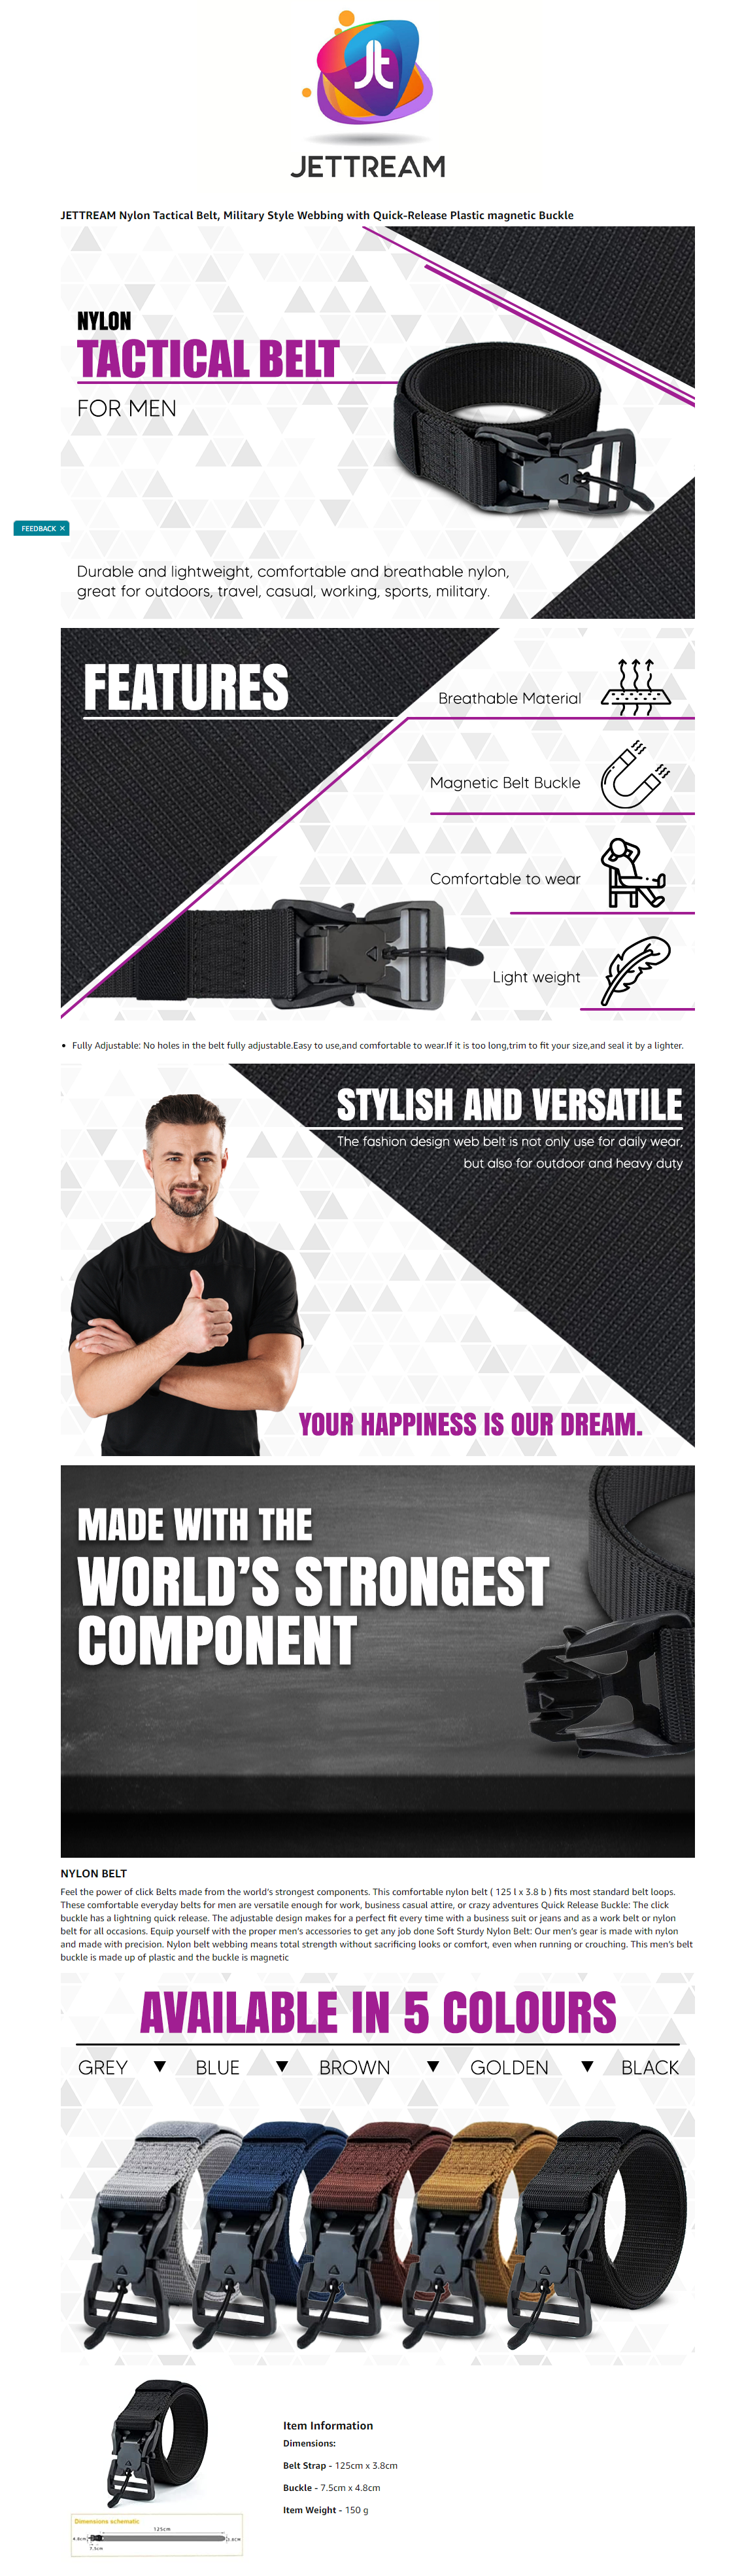 Jt
JETTREAM
JETTREAM Nylon Tactical Belt, Military Style Webbing with Quick-Release Plastic magnetic Buckle
NYLON
TACTICAL BELT
FOR MEN
FEEDBACK ✕
Durable and lightweight, comfortable and breathable nylon,
great for outdoors, travel, casual, working, sports, military.
FEATURES
Breathable Material
Magnetic Belt Buckle
Comfortable to wear
Light weight
• Fully Adjustable: No holes in the belt fully adjustable.Easy to use,and comfortable to wear.If it is too long,trim to fit your size,and seal it by a lighter.
STYLISH AND VERSATILE
The fashion design web belt is not only use for daily wear,
but also for outdoor and heavy duty
YOUR HAPPINESS IS OUR DREAM.
MADE WITH THE
WORLD'S STRONGEST
COMPONENT
NYLON BELT
Feel the power of click Belts made from the world's strongest components. This comfortable nylon belt ( 125 l x 3.8 b ) fits most standard belt loops.
These comfortable everyday belts for men are versatile enough for work, business casual attire, or crazy adventures Quick Release Buckle: The click
buckle has a lightning quick release. The adjustable design makes for a perfect fit every time with a business suit or jeans and as a work belt or nylon
belt for all occasions. Equip yourself with the proper men's accessories to get any job done Soft Sturdy Nylon Belt: Our men's gear is made with nylon
and made with precision. Nylon belt webbing means total strength without sacrificing looks or comfort, even when running or crouching. This men's belt
buckle is made up of plastic and the buckle is magnetic
AVAILABLE IN 5 COLOURS
GREY ▼ BLUE ▼ BROWN ▼ GOLDEN ▼ BLACK
Item Information
Dimensions:
Belt Strap - 125cm x 3.8cm
Buckle - 7.5cm x 4.8cm
Item Weight - 150 g
Dimensions schematic
125cm
4.8cm
3.8cm
7.5cm